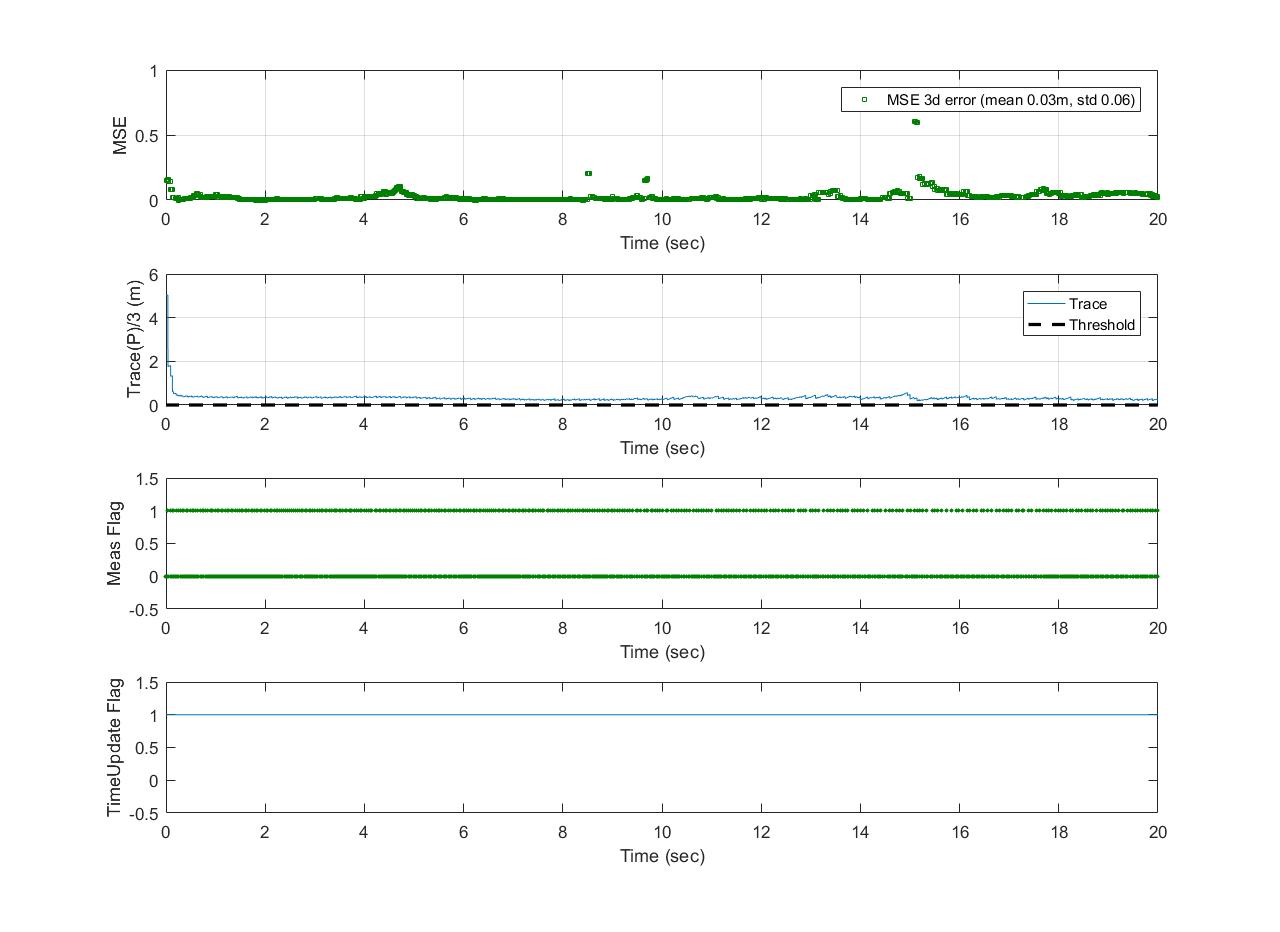 1
0.5
0
MSE
MSE 3d error (mean 0.03m, std 0.06)
0 2 4 6 8 10 12 14 16 18 20
Time (sec)
6
4
2
0
Trace(P)/3 (m)
Trace
Threshold
0 2 4 6 8 10 12 14 16 18 20
Time (sec)
1.5
1
0.5
0
-0.5
Meas Flag
0 2 4 6 8 10 12 14 16 18 20
Time (sec)
1.5
1
0.5
0
-0.5
TimeUpdate Flag
0 2 4 6 8 10 12 14 16 18 20
Time (sec)